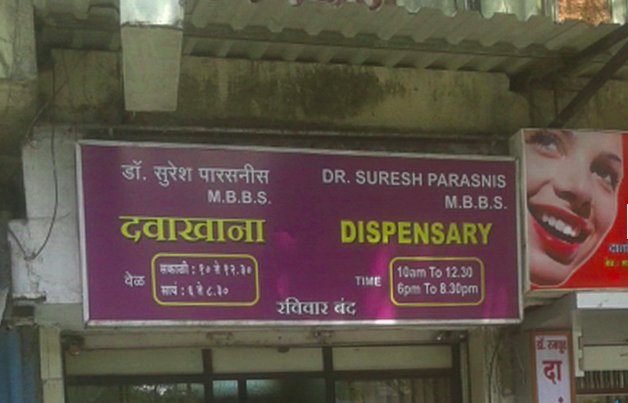 डॉ. सुरेश पारसनीस
M.B.B.S.
दवाखाना
वेळ
सकाळी : १० ते १२.३०
सायं : ६ ते ८.३०
DR. SURESH PARASNIS
M.B.B.S.
DISPENSARY
TIME
10am To 12.30
6pm To 8.30pm
रविवार बंद
डॉ. राजपूत
दा